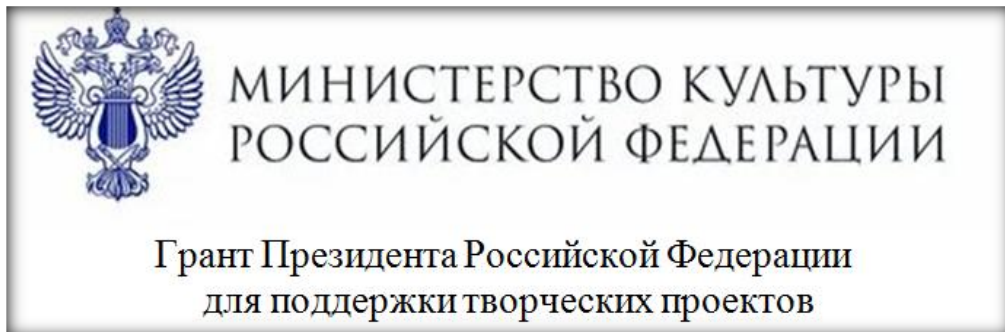 МИНИСТЕРСТВО КУЛЬТУРЫ
РОССИЙСКОЙ ФЕДЕРАЦИИ
Грант Президента Российской Федерации
для поддержки творческих проектов